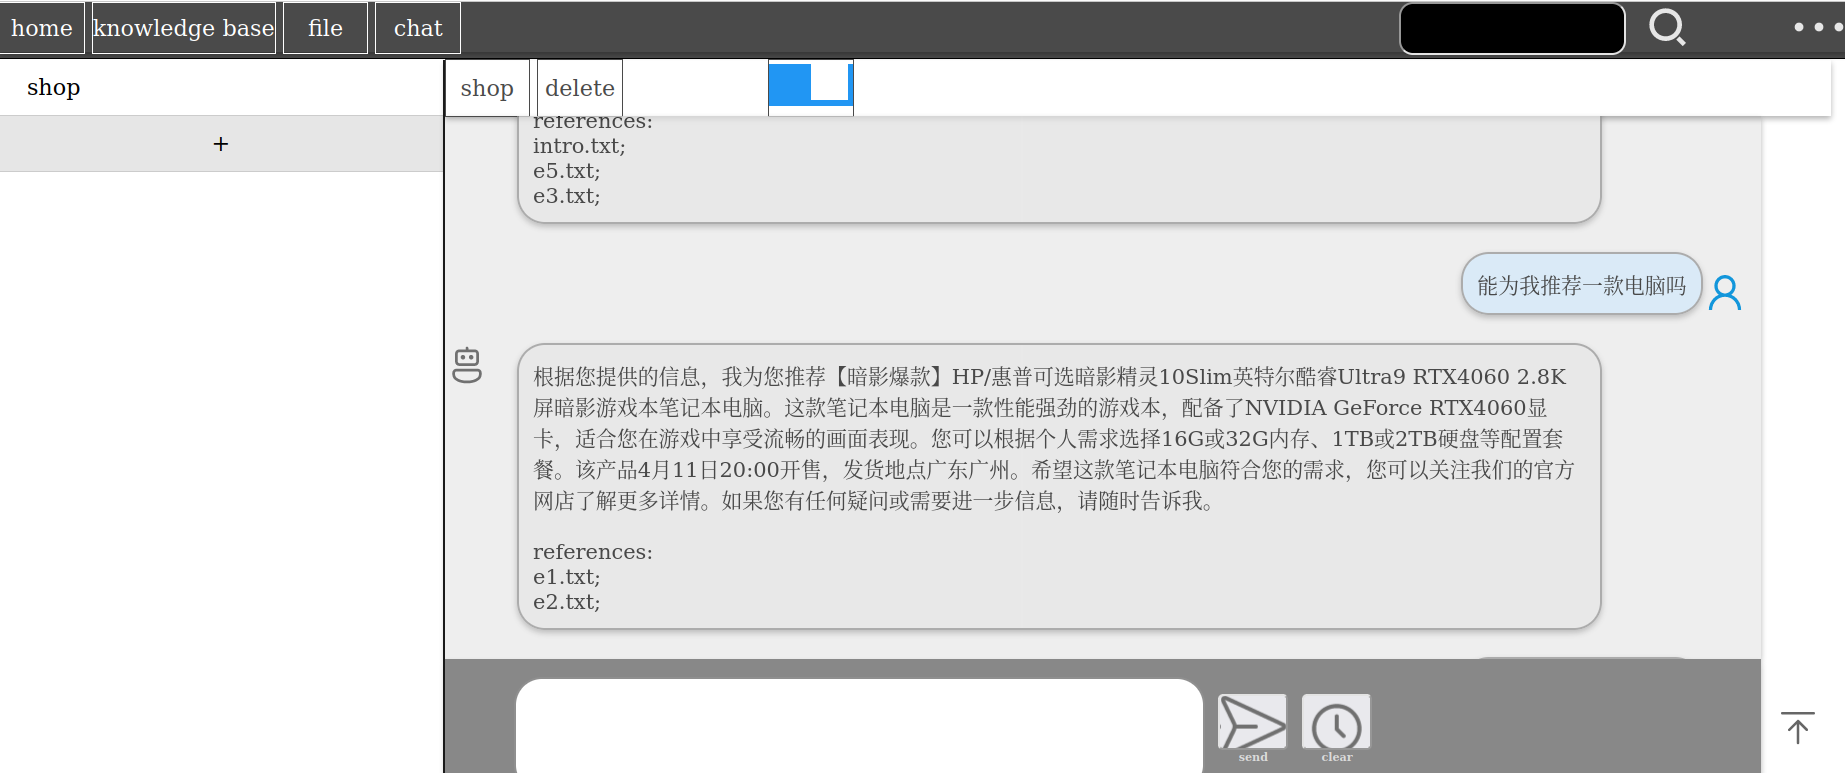 home knowledge base file chat
shop
shop delete
+
references:
intro.txt;
e5.txt;
e3.txt;
能为我推荐一款电脑吗
根据您提供的信息，我为您推荐【暗影爆款】HP/惠普可选暗影精灵10Slim英特尔酷睿Ultra9 RTX4060 2.8K
屏暗影游戏本笔记本电脑。这款笔记本电脑是一款性能强劲的游戏本，配备了NVIDIA GeForce RTX4060显
卡，适合您在游戏中享受流畅的画面表现。您可以根据个人需求选择16G或32G内存、1TB或2TB硬盘等配置套
餐。该产品4月11日20:00开售，发货地点广东广州。希望这款笔记本电脑符合您的需求，您可以关注我们的官方
网店了解更多详情。如果您有任何疑问或需要进一步信息，请随时告诉我。
references:
e1.txt;
e2.txt;
send clear